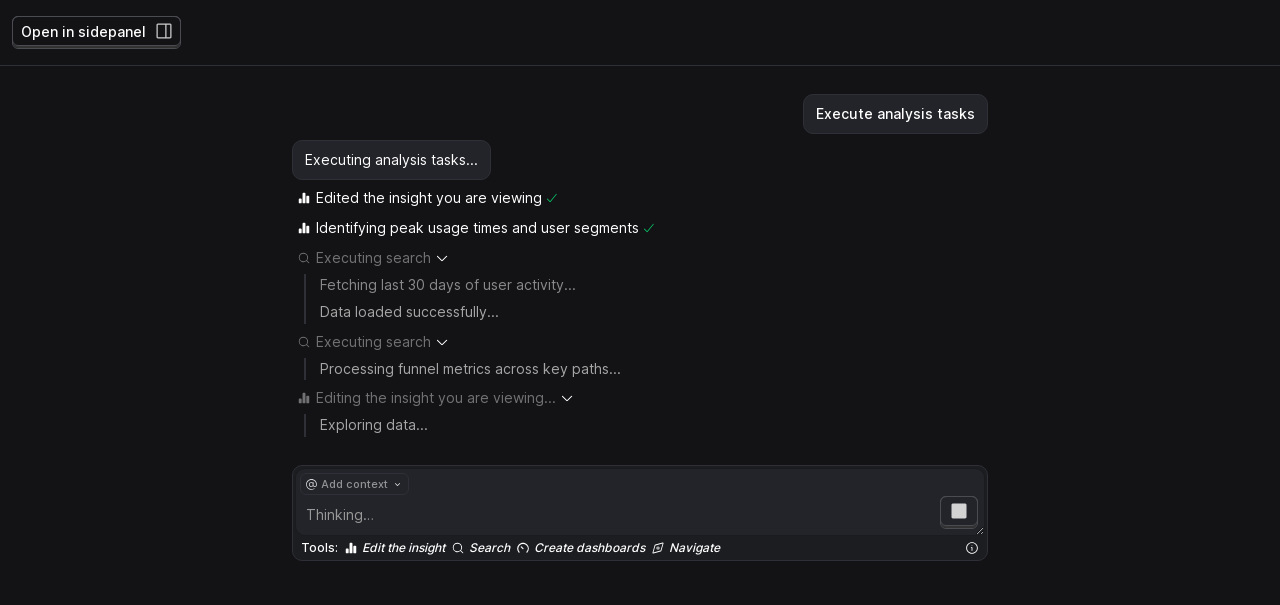 Open in sidepanel
Execute analysis tasks
Executing analysis tasks...
Edited the insight you are viewing
Identifying peak usage times and user segments
Executing search
Fetching last 30 days of user activity...
Data loaded successfully...
Executing search
Processing funnel metrics across key paths...
Editing the insight you are viewing...
Exploring data...
@ Add context
Thinking…
Tools: Edit the insight Search Create dashboards Navigate